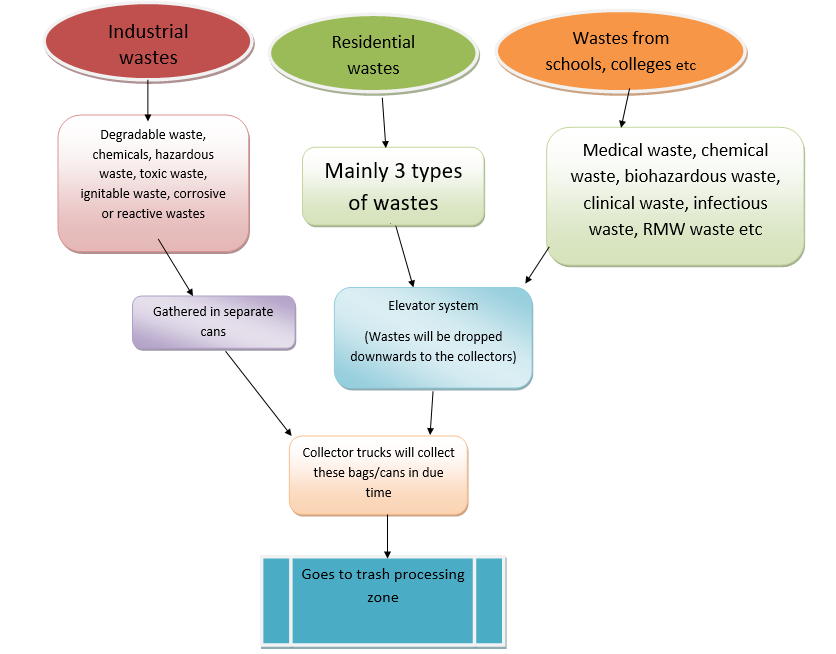 Industrial
wastes
Residential
wastes
Wastes from
schools, colleges etc
Degradable waste,
chemicals, hazardous
waste, toxic waste,
ignitable waste, corrosive
or reactive wastes
Mainly 3 types
of wastes
Medical waste, chemical
waste, biohazardous waste,
clinical waste, infectious
waste, RMW waste etc
Gathered in separate
cans
Elevator system
(Wastes will be dropped
downwards to the collectors)
Collector trucks will collect
these bags/cans in due
time
Goes to trash processing
zone